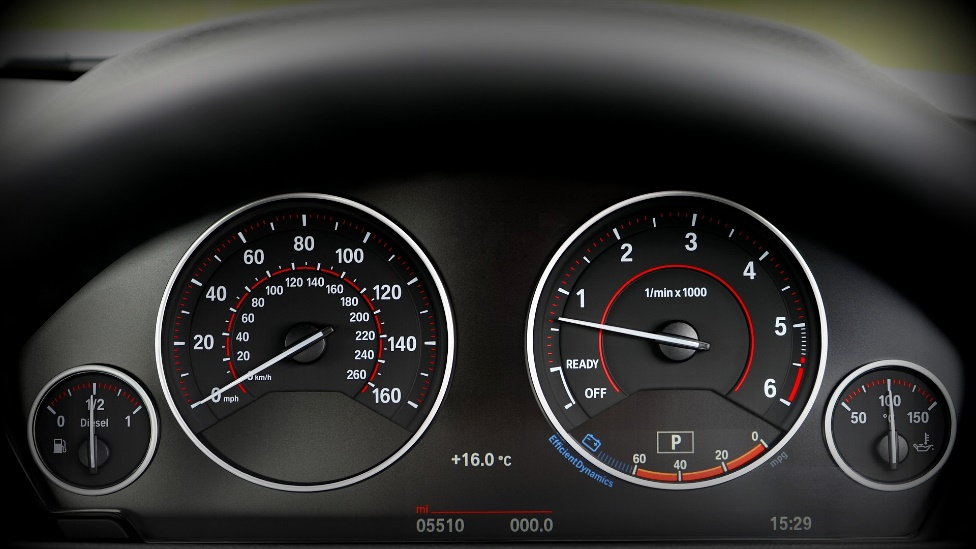 0 1/2 1
Diesel
0 20 40 60 80 100 120 140 160
mph
0 20 40 60 80 100 120 140 160 180 200 220 240 260
km/h
+16.0 °C
mi
05510 000.0
1 2 3 4 5 6
1/min x 1000
READY
OFF
P
EfficientDynamics
60 40 20 0
mpg
15:29
50 100 150
°C